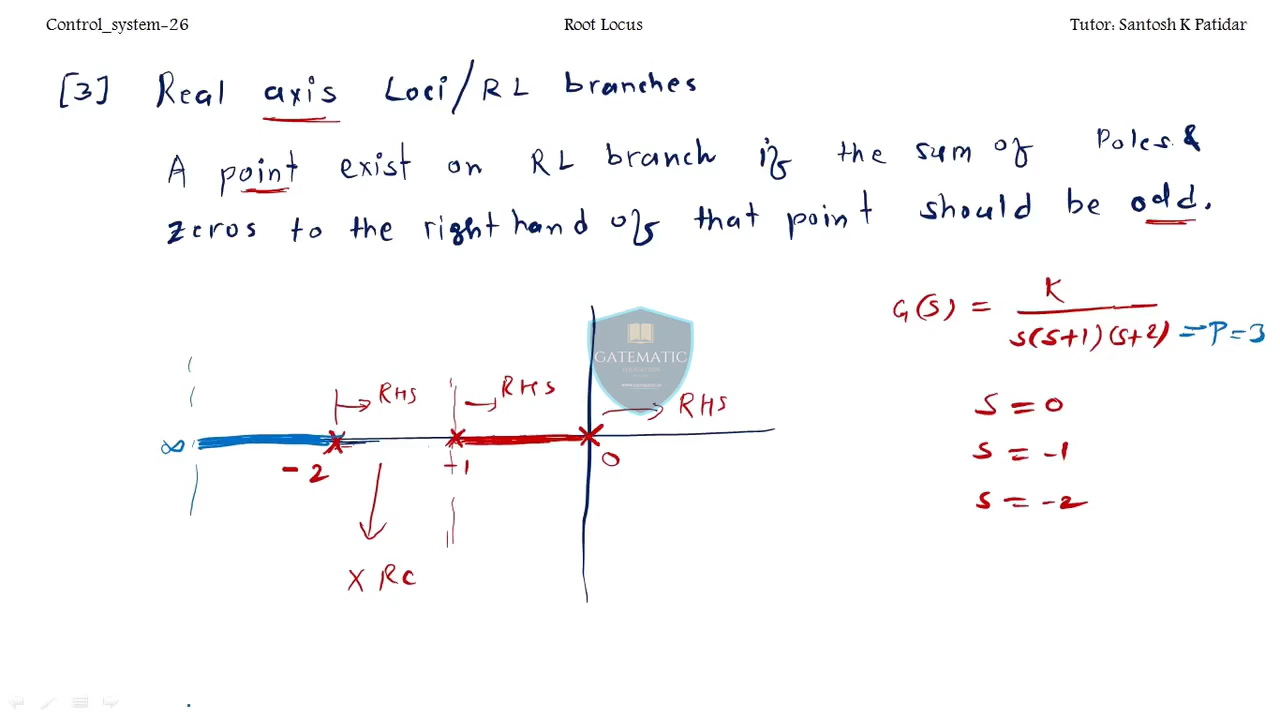 Control_system-26
Root Locus
Tutor: Santosh K Patidar
[3] Real axis Loci/RL branches
A point exist on RL branch if the sum of Poles &
zeros to the right hand of that point should be odd.
G(s) = K / s(s+1)(s+2) = P = 3
GATEMATIC
EDUCATION
RHS
RHS
RHS
s = 0
s = -1
s = -2
∞
-2
-1
0
X RL